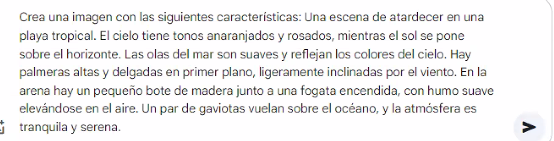 Crea una imagen con las siguientes características: Una escena de atardecer en una
playa tropical. El cielo tiene tonos anaranjados y rosados, mientras el sol se pone
sobre el horizonte. Las olas del mar son suaves y reflejan los colores del cielo. Hay
palmeras altas y delgadas en primer plano, ligeramente inclinadas por el viento. En la
arena hay un pequeño bote de madera junto a una fogata encendida, con humo suave
elevándose en el aire. Un par de gaviotas vuelan sobre el océano, y la atmósfera es
tranquila y serena.